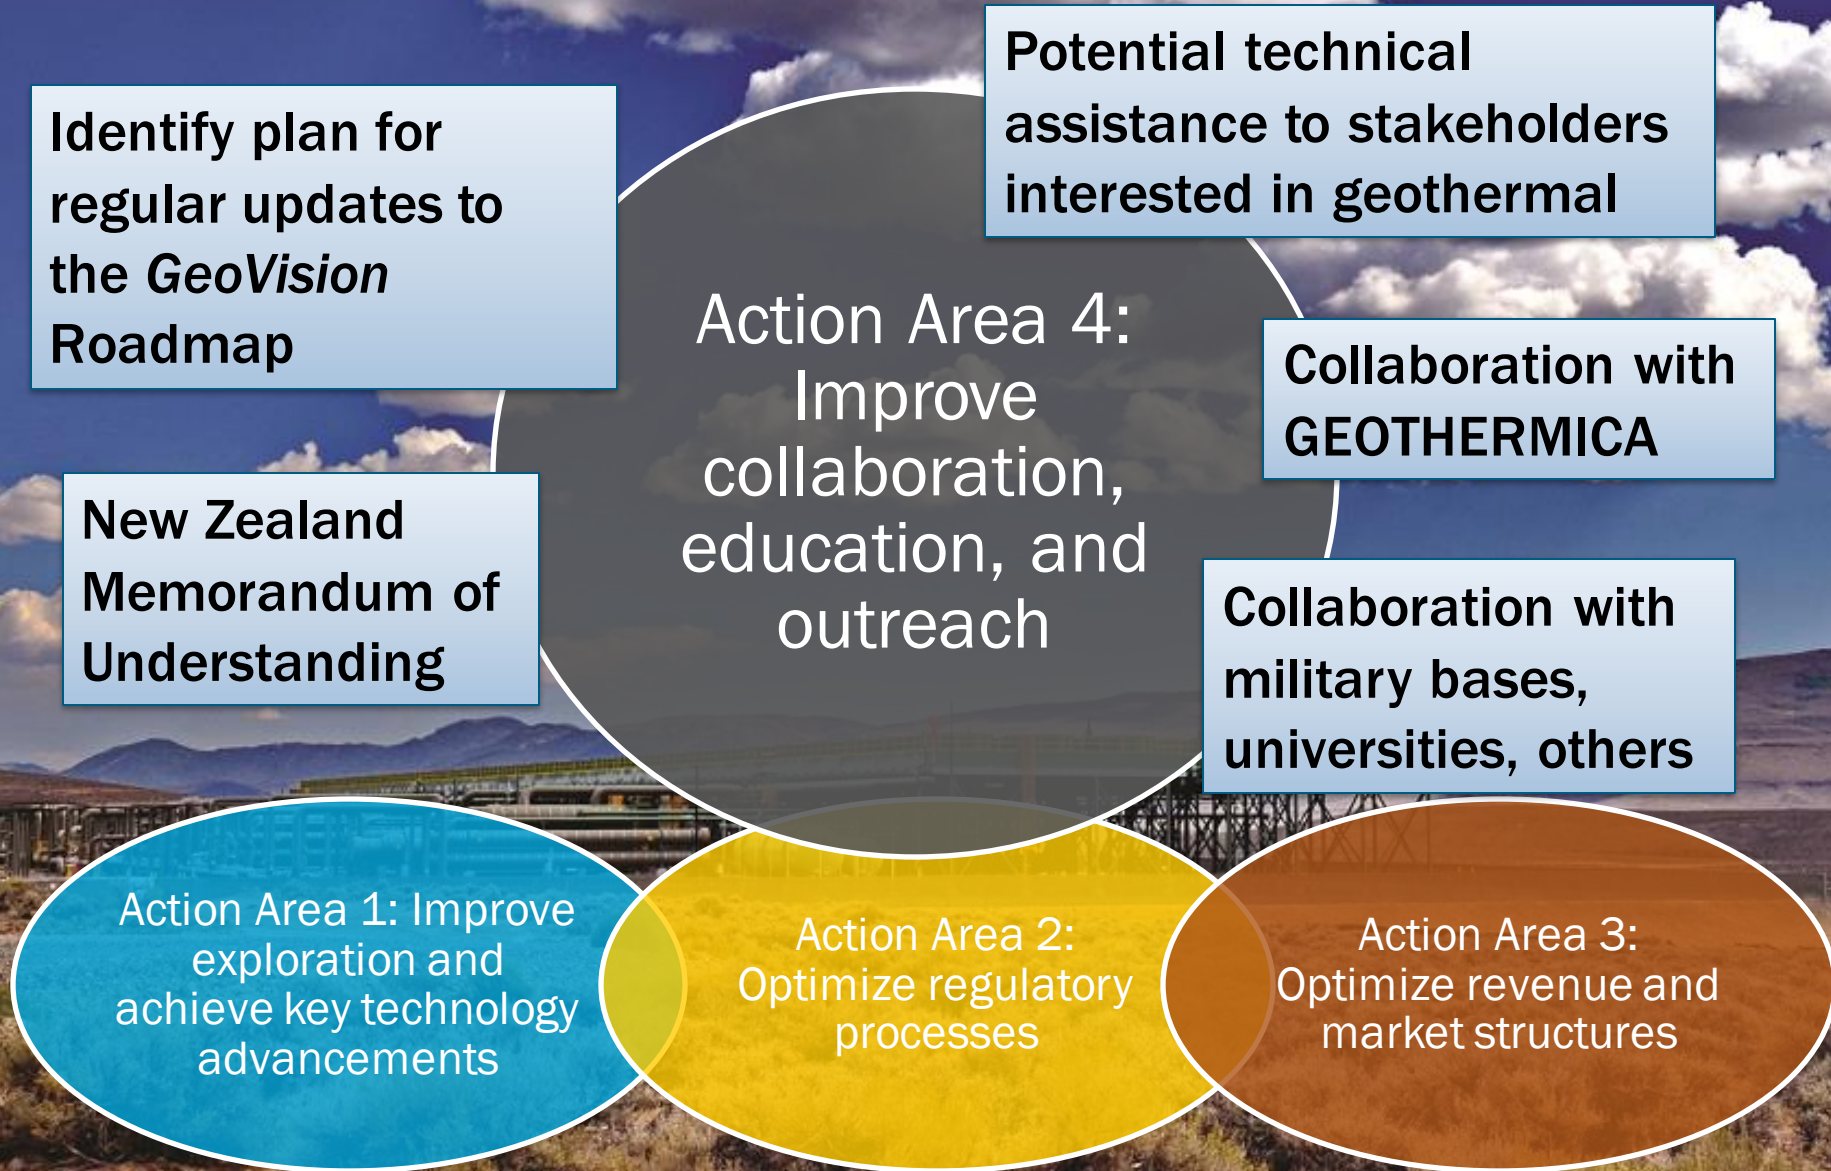 Identify plan for
regular updates to
the GeoVision
Roadmap
Potential technical
assistance to stakeholders
interested in geothermal
Action Area 4:
Improve
collaboration,
education, and
outreach
Collaboration with
GEOTHERMICA
New Zealand
Memorandum of
Understanding
Collaboration with
military bases,
universities, others
Action Area 1: Improve
exploration and
achieve key technology
advancements
Action Area 2:
Optimize regulatory
processes
Action Area 3:
Optimize revenue and
market structures